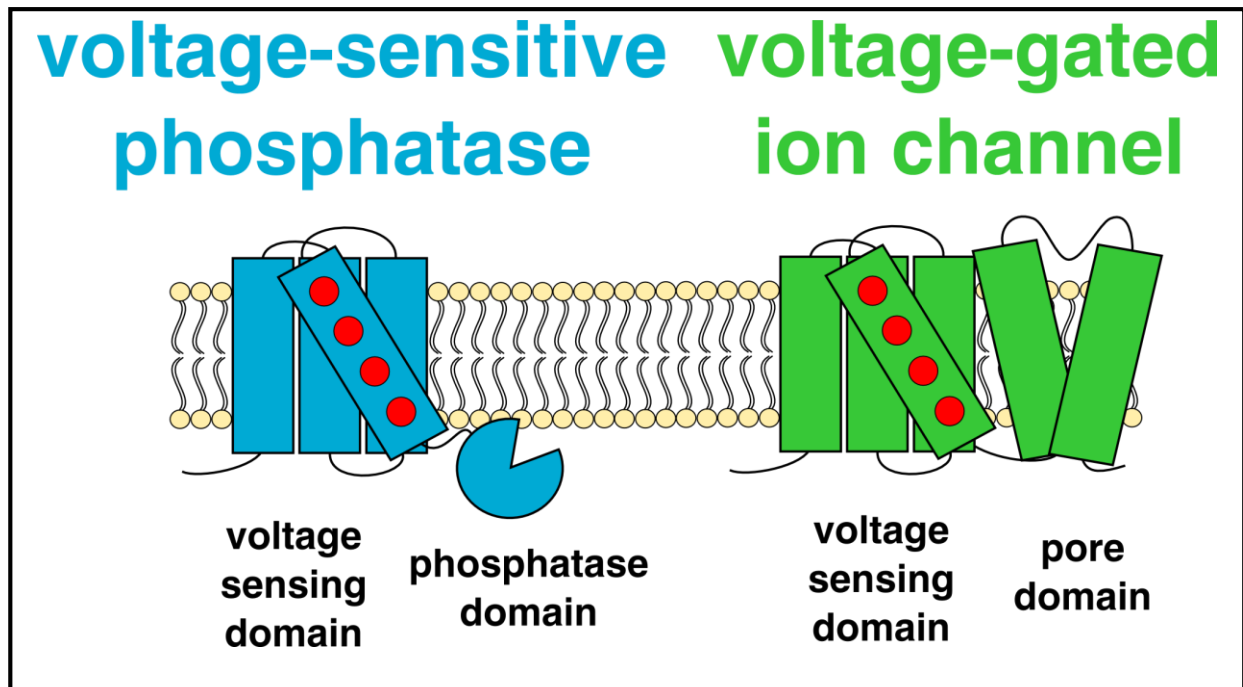 voltage-sensitive
phosphatase
voltage-gated
ion channel
voltage
sensing
domain
phosphatase
domain
voltage
sensing
domain
pore
domain